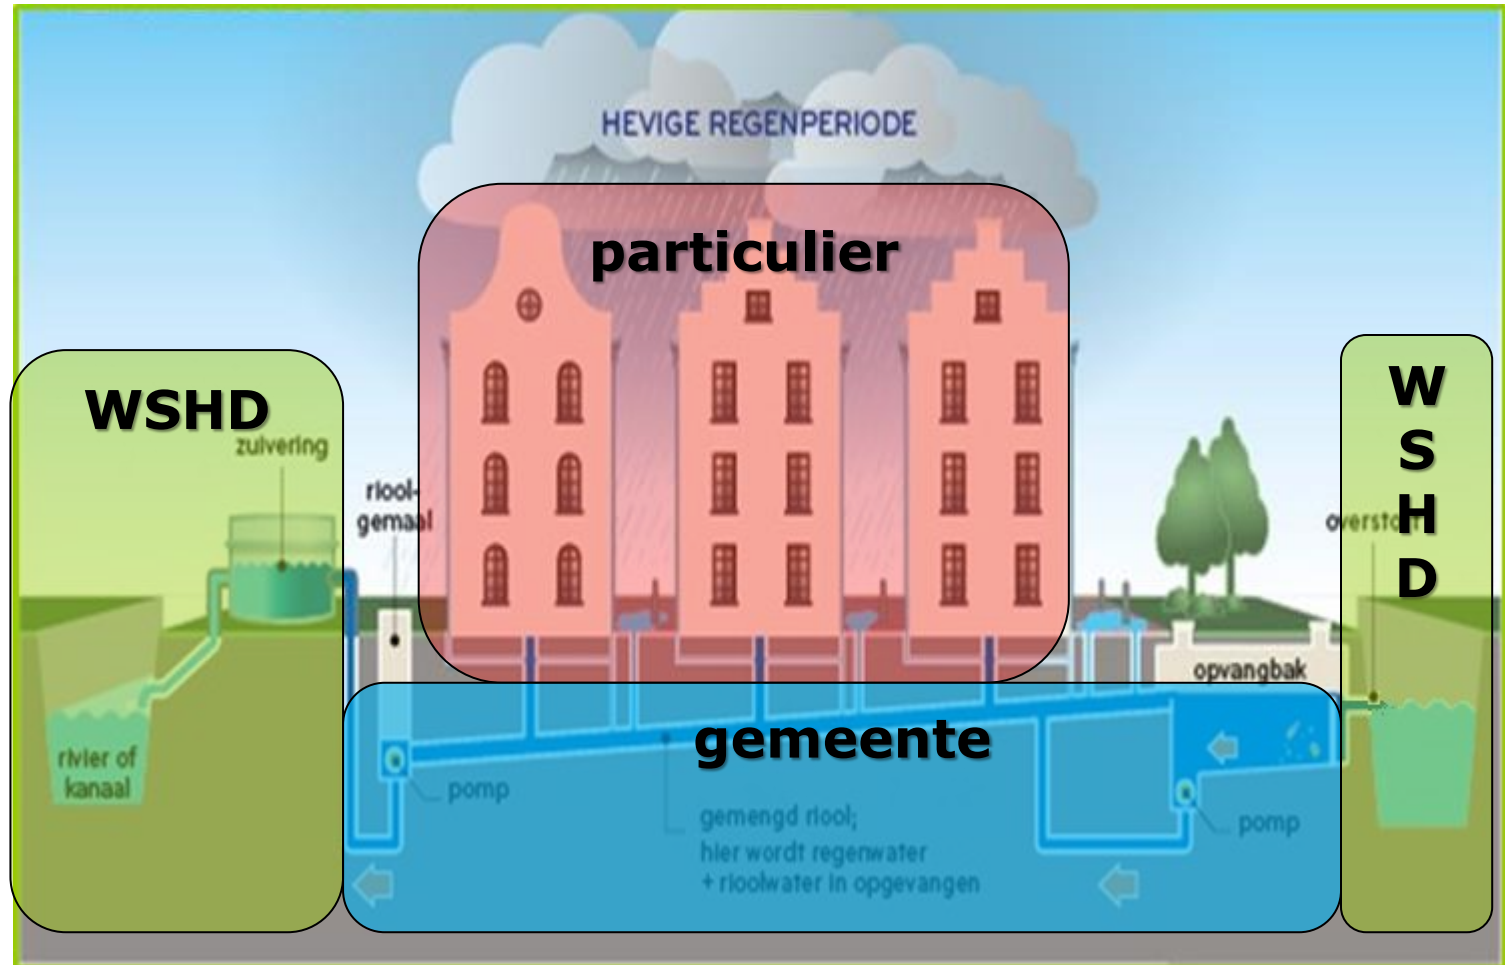 HEVIGE REGENPERIODE
particulier
WSHD
zuivering
riool-
gemaal
W
S
H
D
overstort
opvangbak
gemeente
rivier of
kanaal
pomp
gemengd riool;
hier wordt regenwater
+ rioolwater in opgevangen
pomp